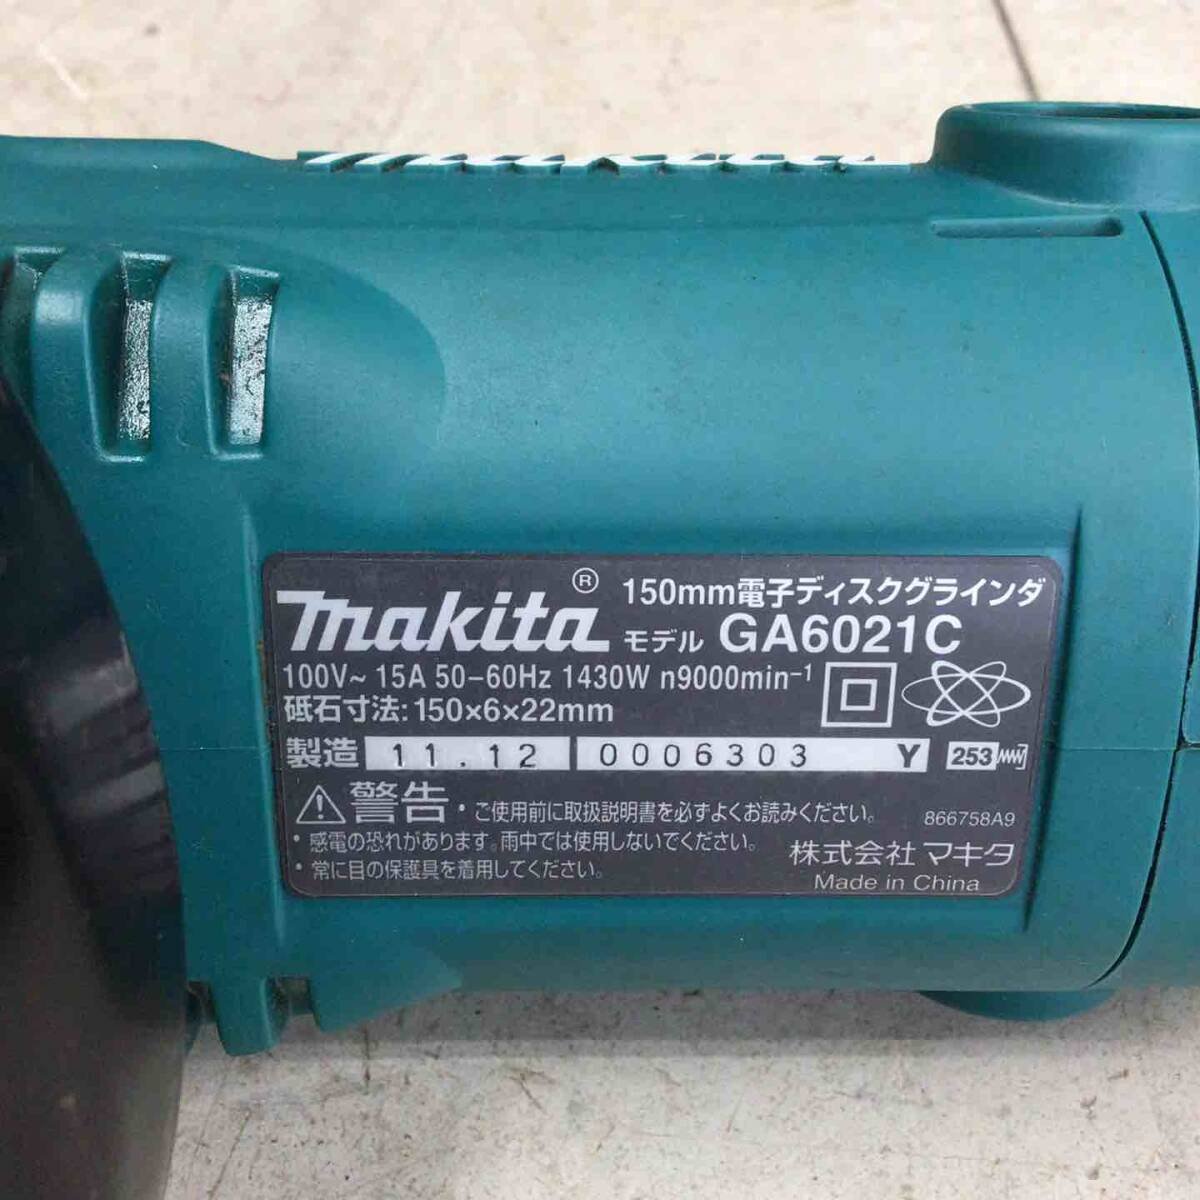 makita
makita® 150mm電子ディスクグラインダ
モデル GA6021C
100V~ 15A 50-60Hz 1430W n9000min⁻¹
砥石寸法:150×6×22mm
製造 11.12 0006303 Y 253
警告・ご使用前に取扱説明書を必ずよくお読みください。
866758A9
・感電の恐れがあります。雨中では使用しないでください。
・常に目の保護具を着用してください。
株式会社 マキタ
Made in China